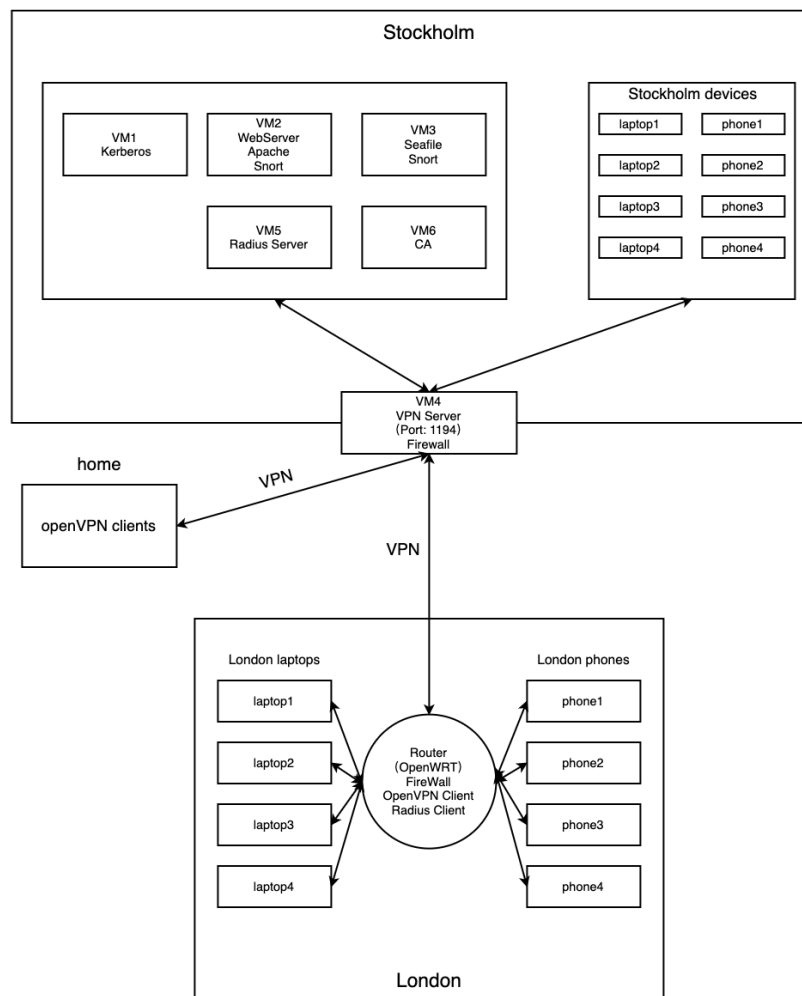 Stockholm
VM1
Kerberos
VM2
WebServer
Apache
Snort
VM3
Seafile
Snort
VM5
Radius Server
VM6
CA
Stockholm devices
laptop1
phone1
laptop2
phone2
laptop3
phone3
laptop4
phone4
VM4
VPN Server
(Port: 1194)
Firewall
home
openVPN clients
VPN
VPN
London laptops
laptop1
laptop2
laptop3
laptop4
Router
(OpenWRT)
FireWall
OpenVPN Client
Radius Client
London phones
phone1
phone2
phone3
phone4
London